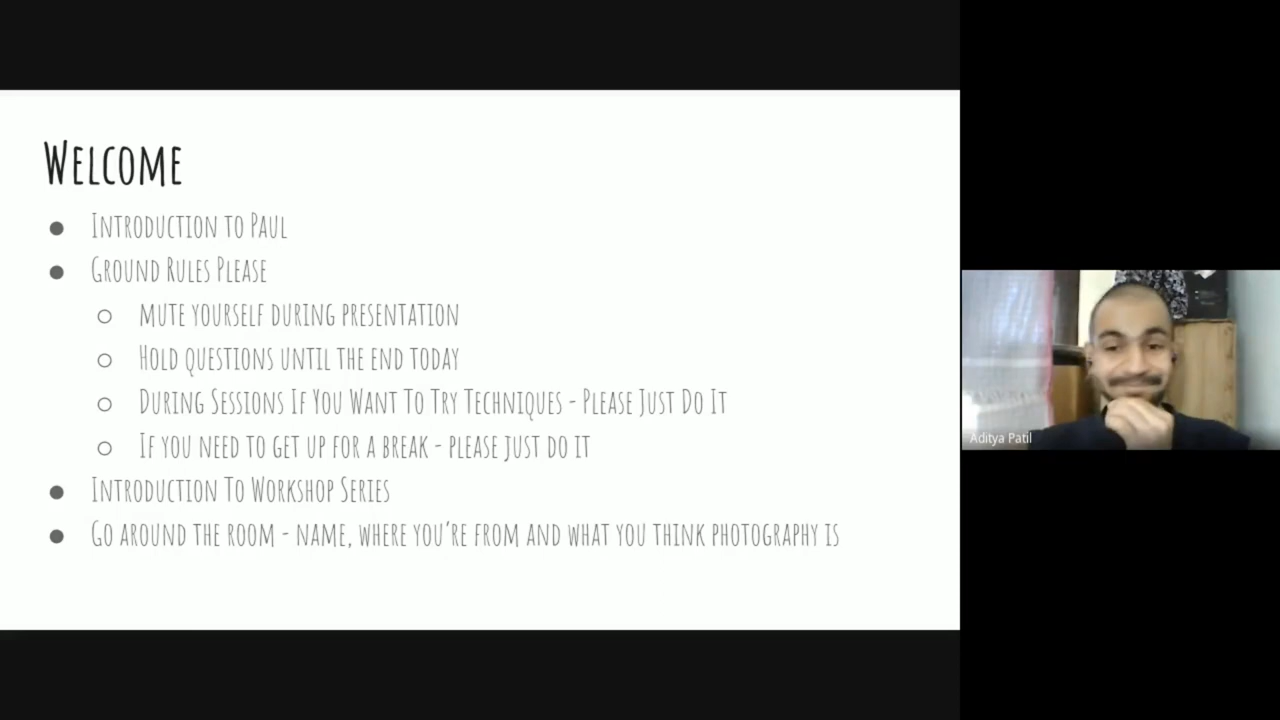 Welcome
Introduction to Paul
Ground Rules Please
mute yourself during presentation
Hold questions until the end today
During Sessions If You Want To Try Techniques - Please Just Do It
If you need to get up for a break - please just do it
Introduction To Workshop Series
Go around the room - name, where you're from and what you think photography is
Aditya Patil